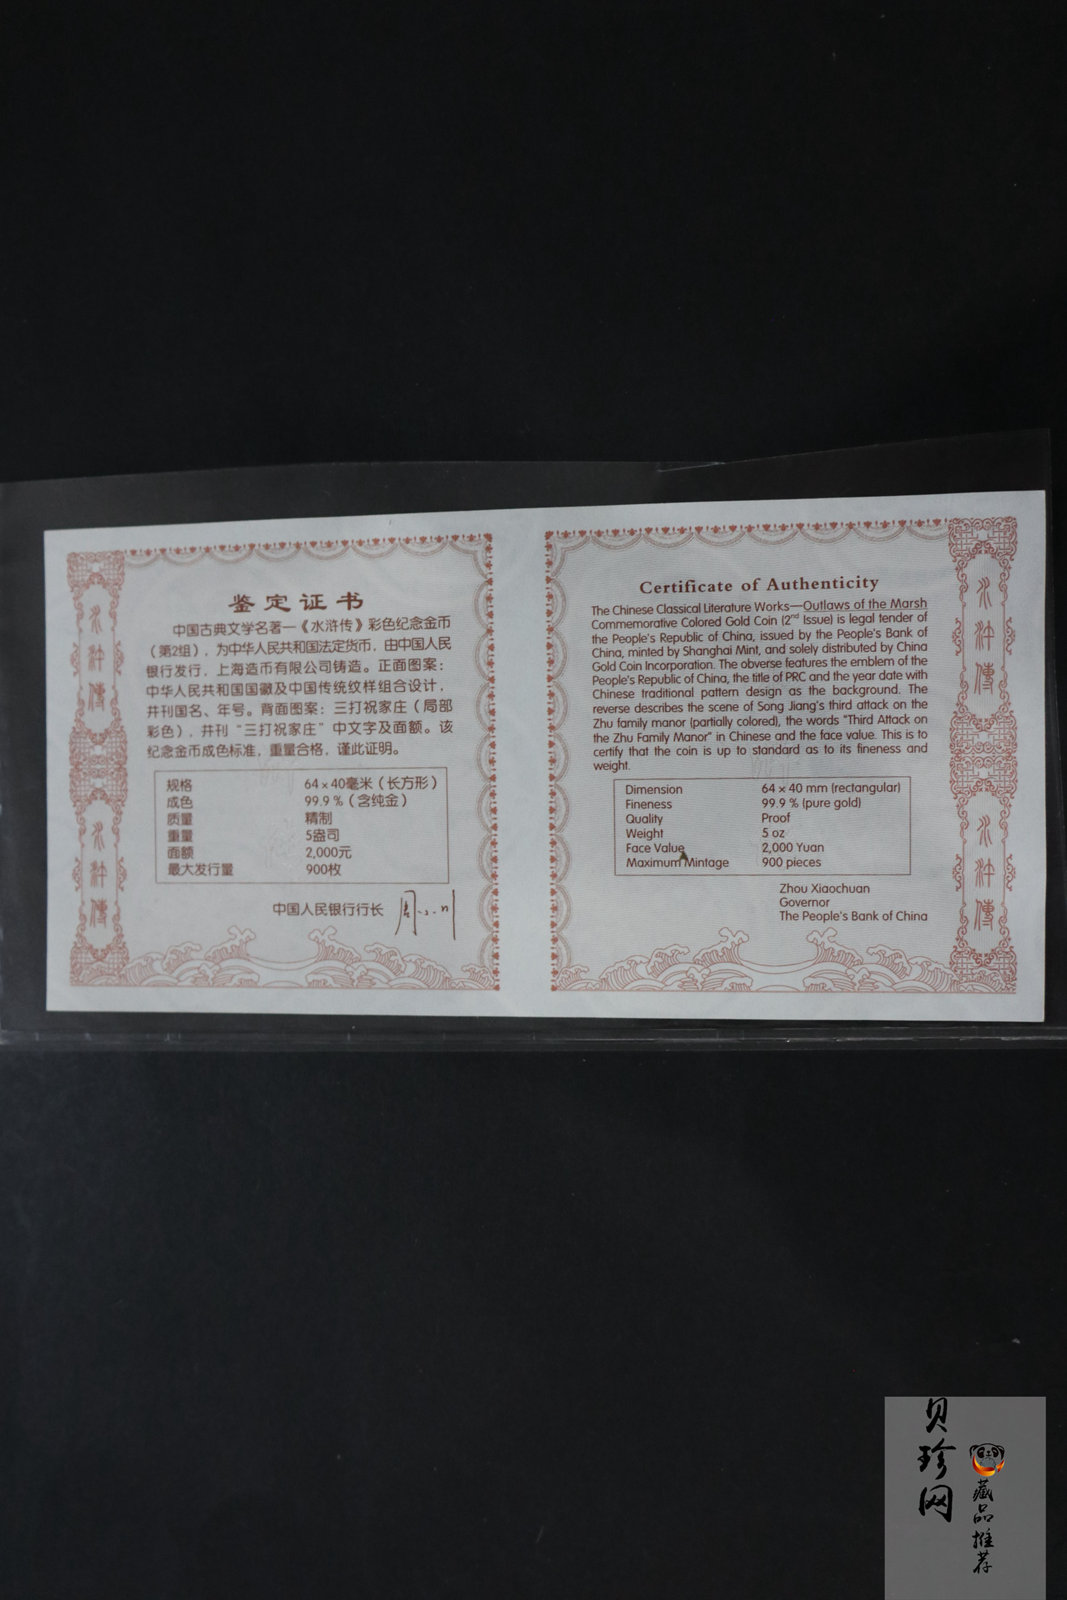 鉴定证书
中国古典文学名著—《水浒传》彩色纪念金币
（第2组），为中华人民共和国法定货币，由中国人民
银行发行，上海造币有限公司铸造。正面图案：
中华人民共和国国徽及中国传统纹样组合设计，
并刊国名、年号。背面图案：三打祝家庄（局部
彩色），并刊“三打祝家庄”中文字及面额。该
纪念金币成色标准，重量合格，谨此证明。
规格 64×40毫米（长方形）
成色 99.9％（含纯金）
质量 精制
重量 5盎司
面额 2,000元
最大发行量 900枚
中国人民银行行长
水浒傳
水浒傳
Certificate of Authenticity
The Chinese Classical Literature Works—Outlaws of the Marsh
Commemorative Colored Gold Coin (2nd Issue) is legal tender of
the People's Republic of China, issued by the People's Bank of
China, minted by Shanghai Mint, and solely distributed by China
Gold Coin Incorporation. The obverse features the emblem of the
People's Republic of China, the title of PRC and the year date with
Chinese traditional pattern design as the background. The
reverse describes the scene of Song Jiang's third attack on the
Zhu family manor (partially colored), the words "Third Attack on
the Zhu Family Manor" in Chinese and the face value. This is to
certify that the coin is up to standard as to its fineness and
weight.
Dimension 64 × 40 mm (rectangular)
Fineness 99.9 % (pure gold)
Quality Proof
Weight 5 oz
Face Value 2,000 Yuan
Maximum Mintage 900 pieces
Zhou Xiaochuan
Governor
The People's Bank of China
水浒傳
水浒傳
贝珍网
藏品推荐